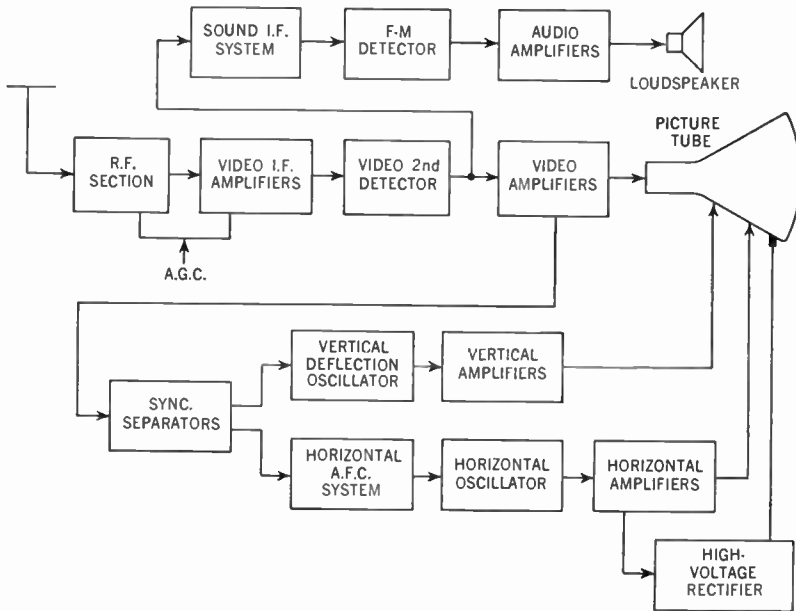 SOUND I.F.
SYSTEM
F-M
DETECTOR
AUDIO
AMPLIFIERS
LOUDSPEAKER
PICTURE
TUBE
R.F.
SECTION
VIDEO I.F.
AMPLIFIERS
VIDEO 2nd
DETECTOR
VIDEO
AMPLIFIERS
A.G.C.
VERTICAL
DEFLECTION
OSCILLATOR
VERTICAL
AMPLIFIERS
SYNC.
SEPARATORS
HORIZONTAL
A.F.C.
SYSTEM
HORIZONTAL
OSCILLATOR
HORIZONTAL
AMPLIFIERS
HIGH-
VOLTAGE
RECTIFIER